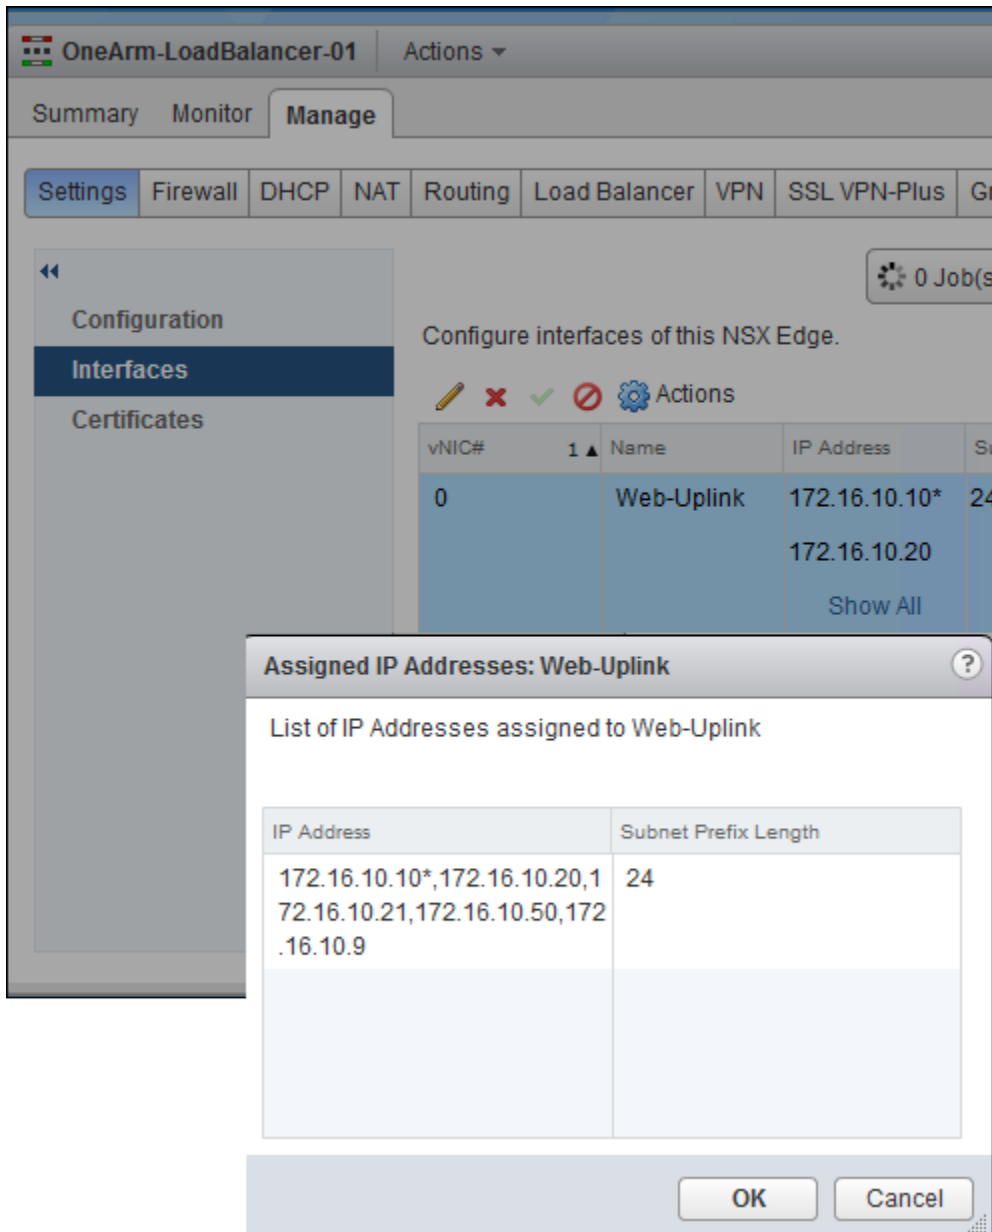 OneArm-LoadBalancer-01 Actions
Summary Monitor Manage
Settings Firewall DHCP NAT Routing Load Balancer VPN SSL VPN-Plus
0 Job(s
Configuration
Configure interfaces of this NSX Edge.
Interfaces
Actions
Certificates
vNIC# 1 ▲ Name IP Address
0 Web-Uplink 172.16.10.10* 24
172.16.10.20
Show All
Assigned IP Addresses: Web-Uplink ?
List of IP Addresses assigned to Web-Uplink
IP Address Subnet Prefix Length
172.16.10.10*,172.16.10.20,1 24
72.16.10.21,172.16.10.50,172
.16.10.9
OK Cancel